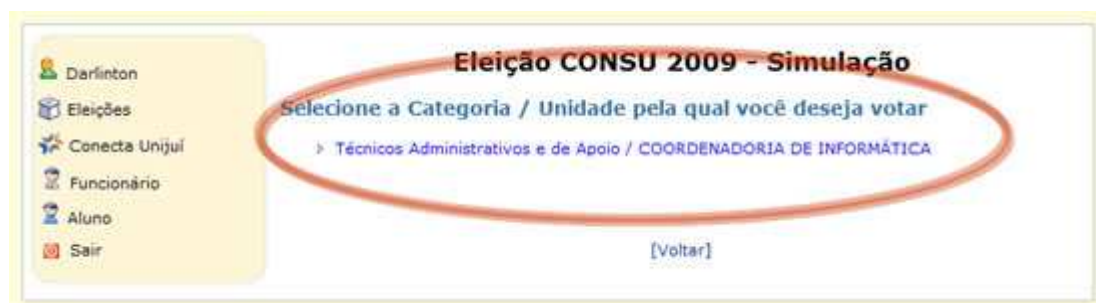 Darlinton
Eleições
Conecta Unijuí
Funcionário
Aluno
Sair
Eleição CONSU 2009 - Simulação
Selecione a Categoria / Unidade pela qual você deseja votar
Técnicos Administrativos e de Apoio / COORDENADORIA DE INFORMÁTICA
[Voltar]